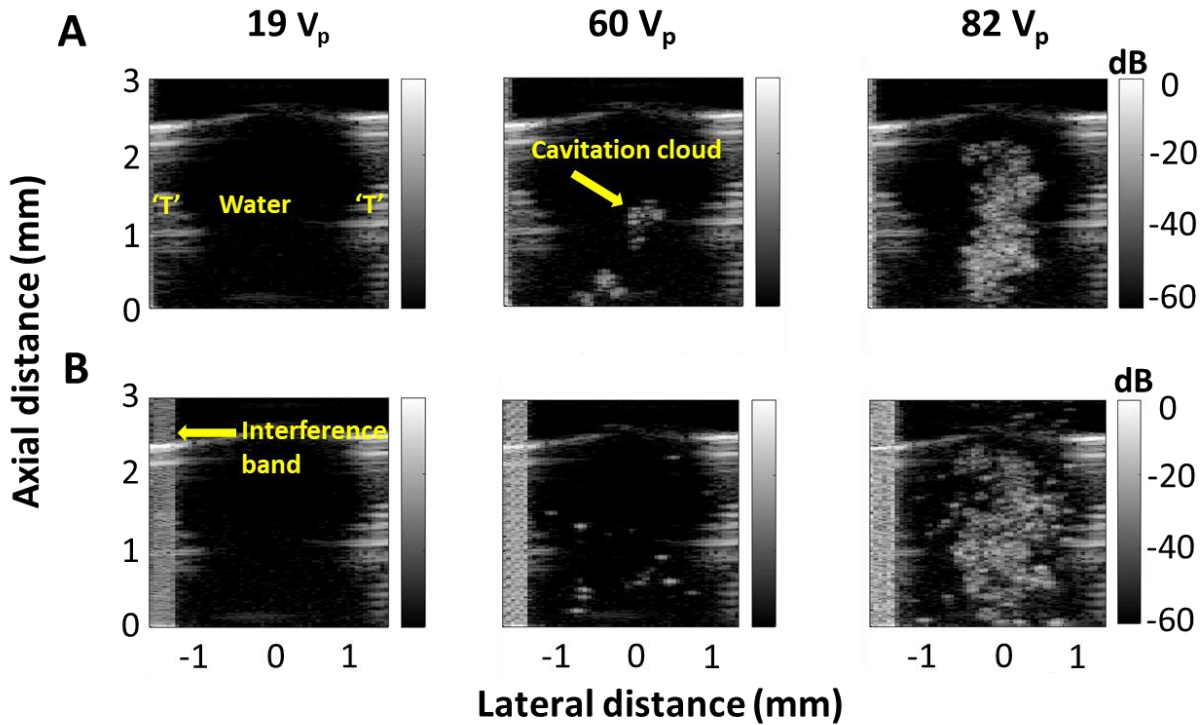 A
19 Vp
60 Vp
82 Vp
dB
3
2
1
0
'T'
Water
'T'
Cavitation cloud
0
-20
-40
-60
Axial distance (mm)
B
dB
3
2
1
0
Interference
band
0
-20
-40
-60
-1 0 1
-1 0 1
-1 0 1
Lateral distance (mm)